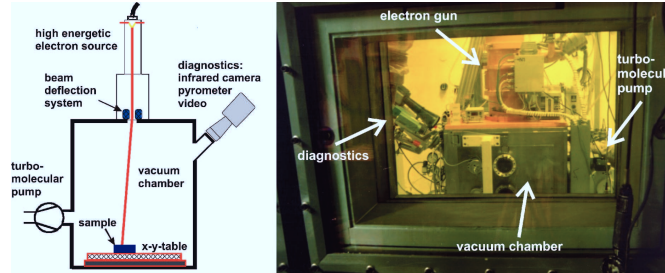 high energetic
electron source
diagnostics:
infrared camera
pyrometer
video
beam
deflection
system
turbo-
molecular
pump
vacuum
chamber
sample
x-y-table
electron gun
turbo-
molecular
pump
diagnostics
vacuum chamber